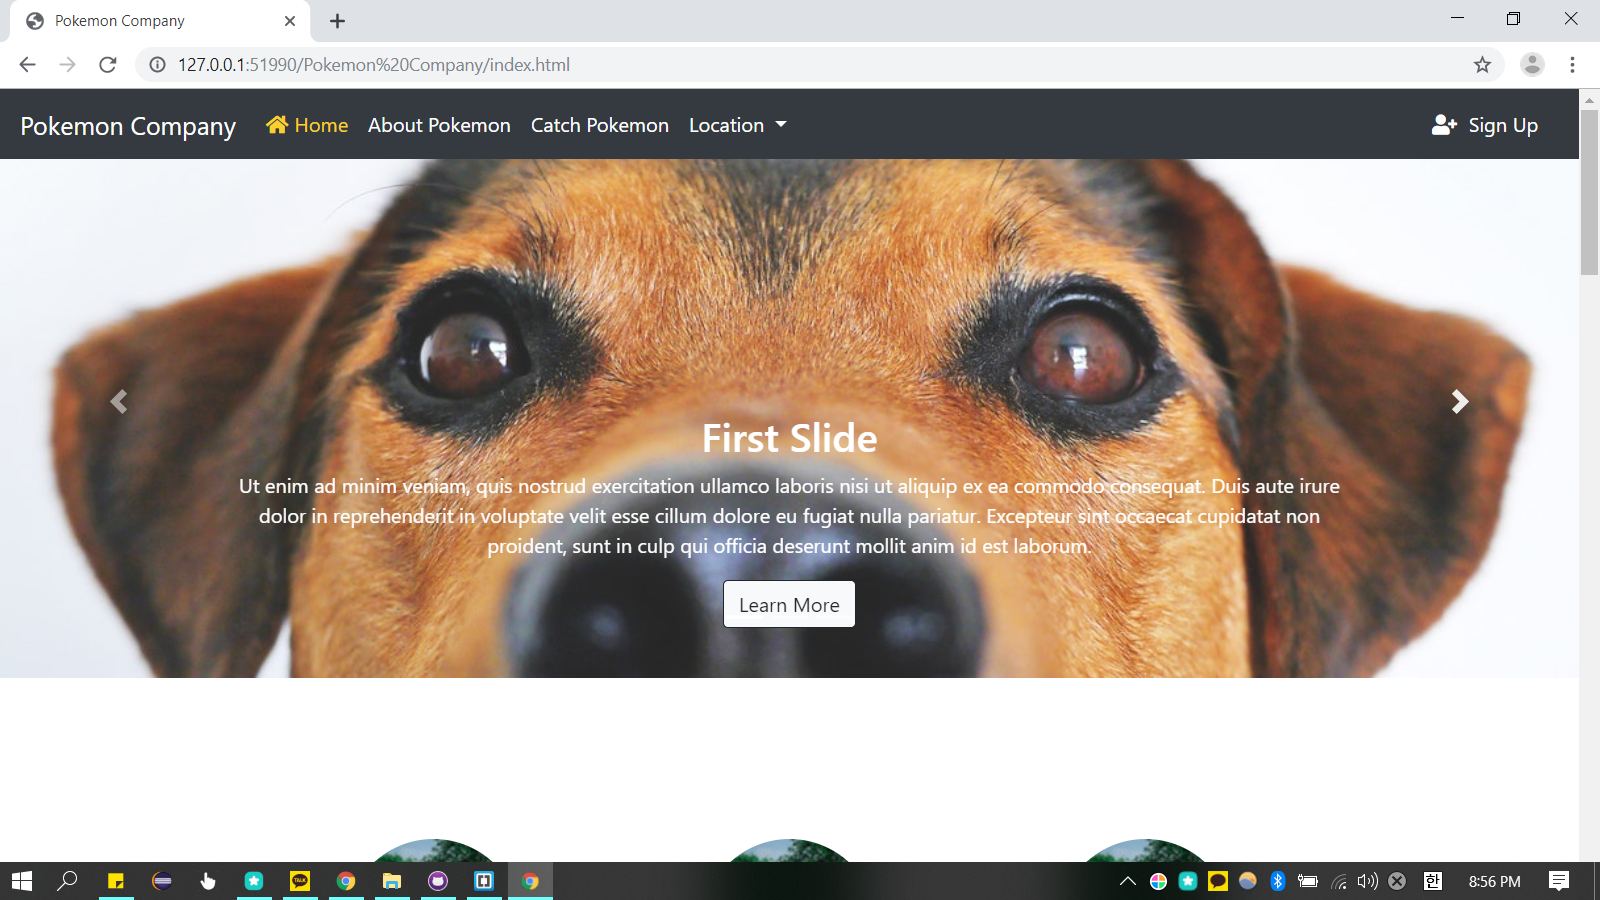 Pokemon Company
127.0.0.1:51990/Pokemon%20Company/index.html
Pokemon Company Home About Pokemon Catch Pokemon Location Sign Up
First Slide
Ut enim ad minim veniam, quis nostrud exercitation ullamco laboris nisi ut aliquip ex ea commodo consequat. Duis aute irure
dolor in reprehenderit in voluptate velit esse cillum dolore eu fugiat nulla pariatur. Excepteur sint occaecat cupidatat non
proident, sunt in culp qui officia deserunt mollit anim id est laborum.
Learn More
TALK 한 8:56 PM